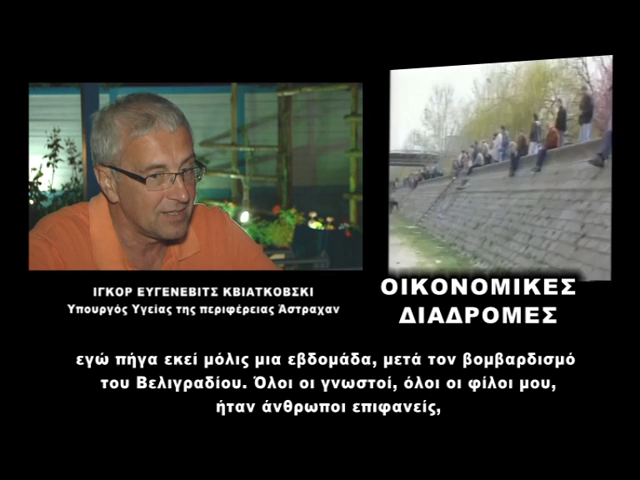 ΙΓΚΟΡ ΕΥΓΕΝΕΒΙΤΣ ΚΒΙΑΤΚΟΒΣΚΙ
Υπουργός Υγείας της περιφέρειας Άστραχαν
ΟΙΚΟΝΟΜΙΚΕΣ
ΔΙΑΔΡΟΜΕΣ
εγώ πήγα εκεί μόλις μια εβδομάδα, μετά τον βομβαρδισμό
του Βελιγραδίου. Όλοι οι γνωστοί, όλοι οι φίλοι μου,
ήταν άνθρωποι επιφανείς,